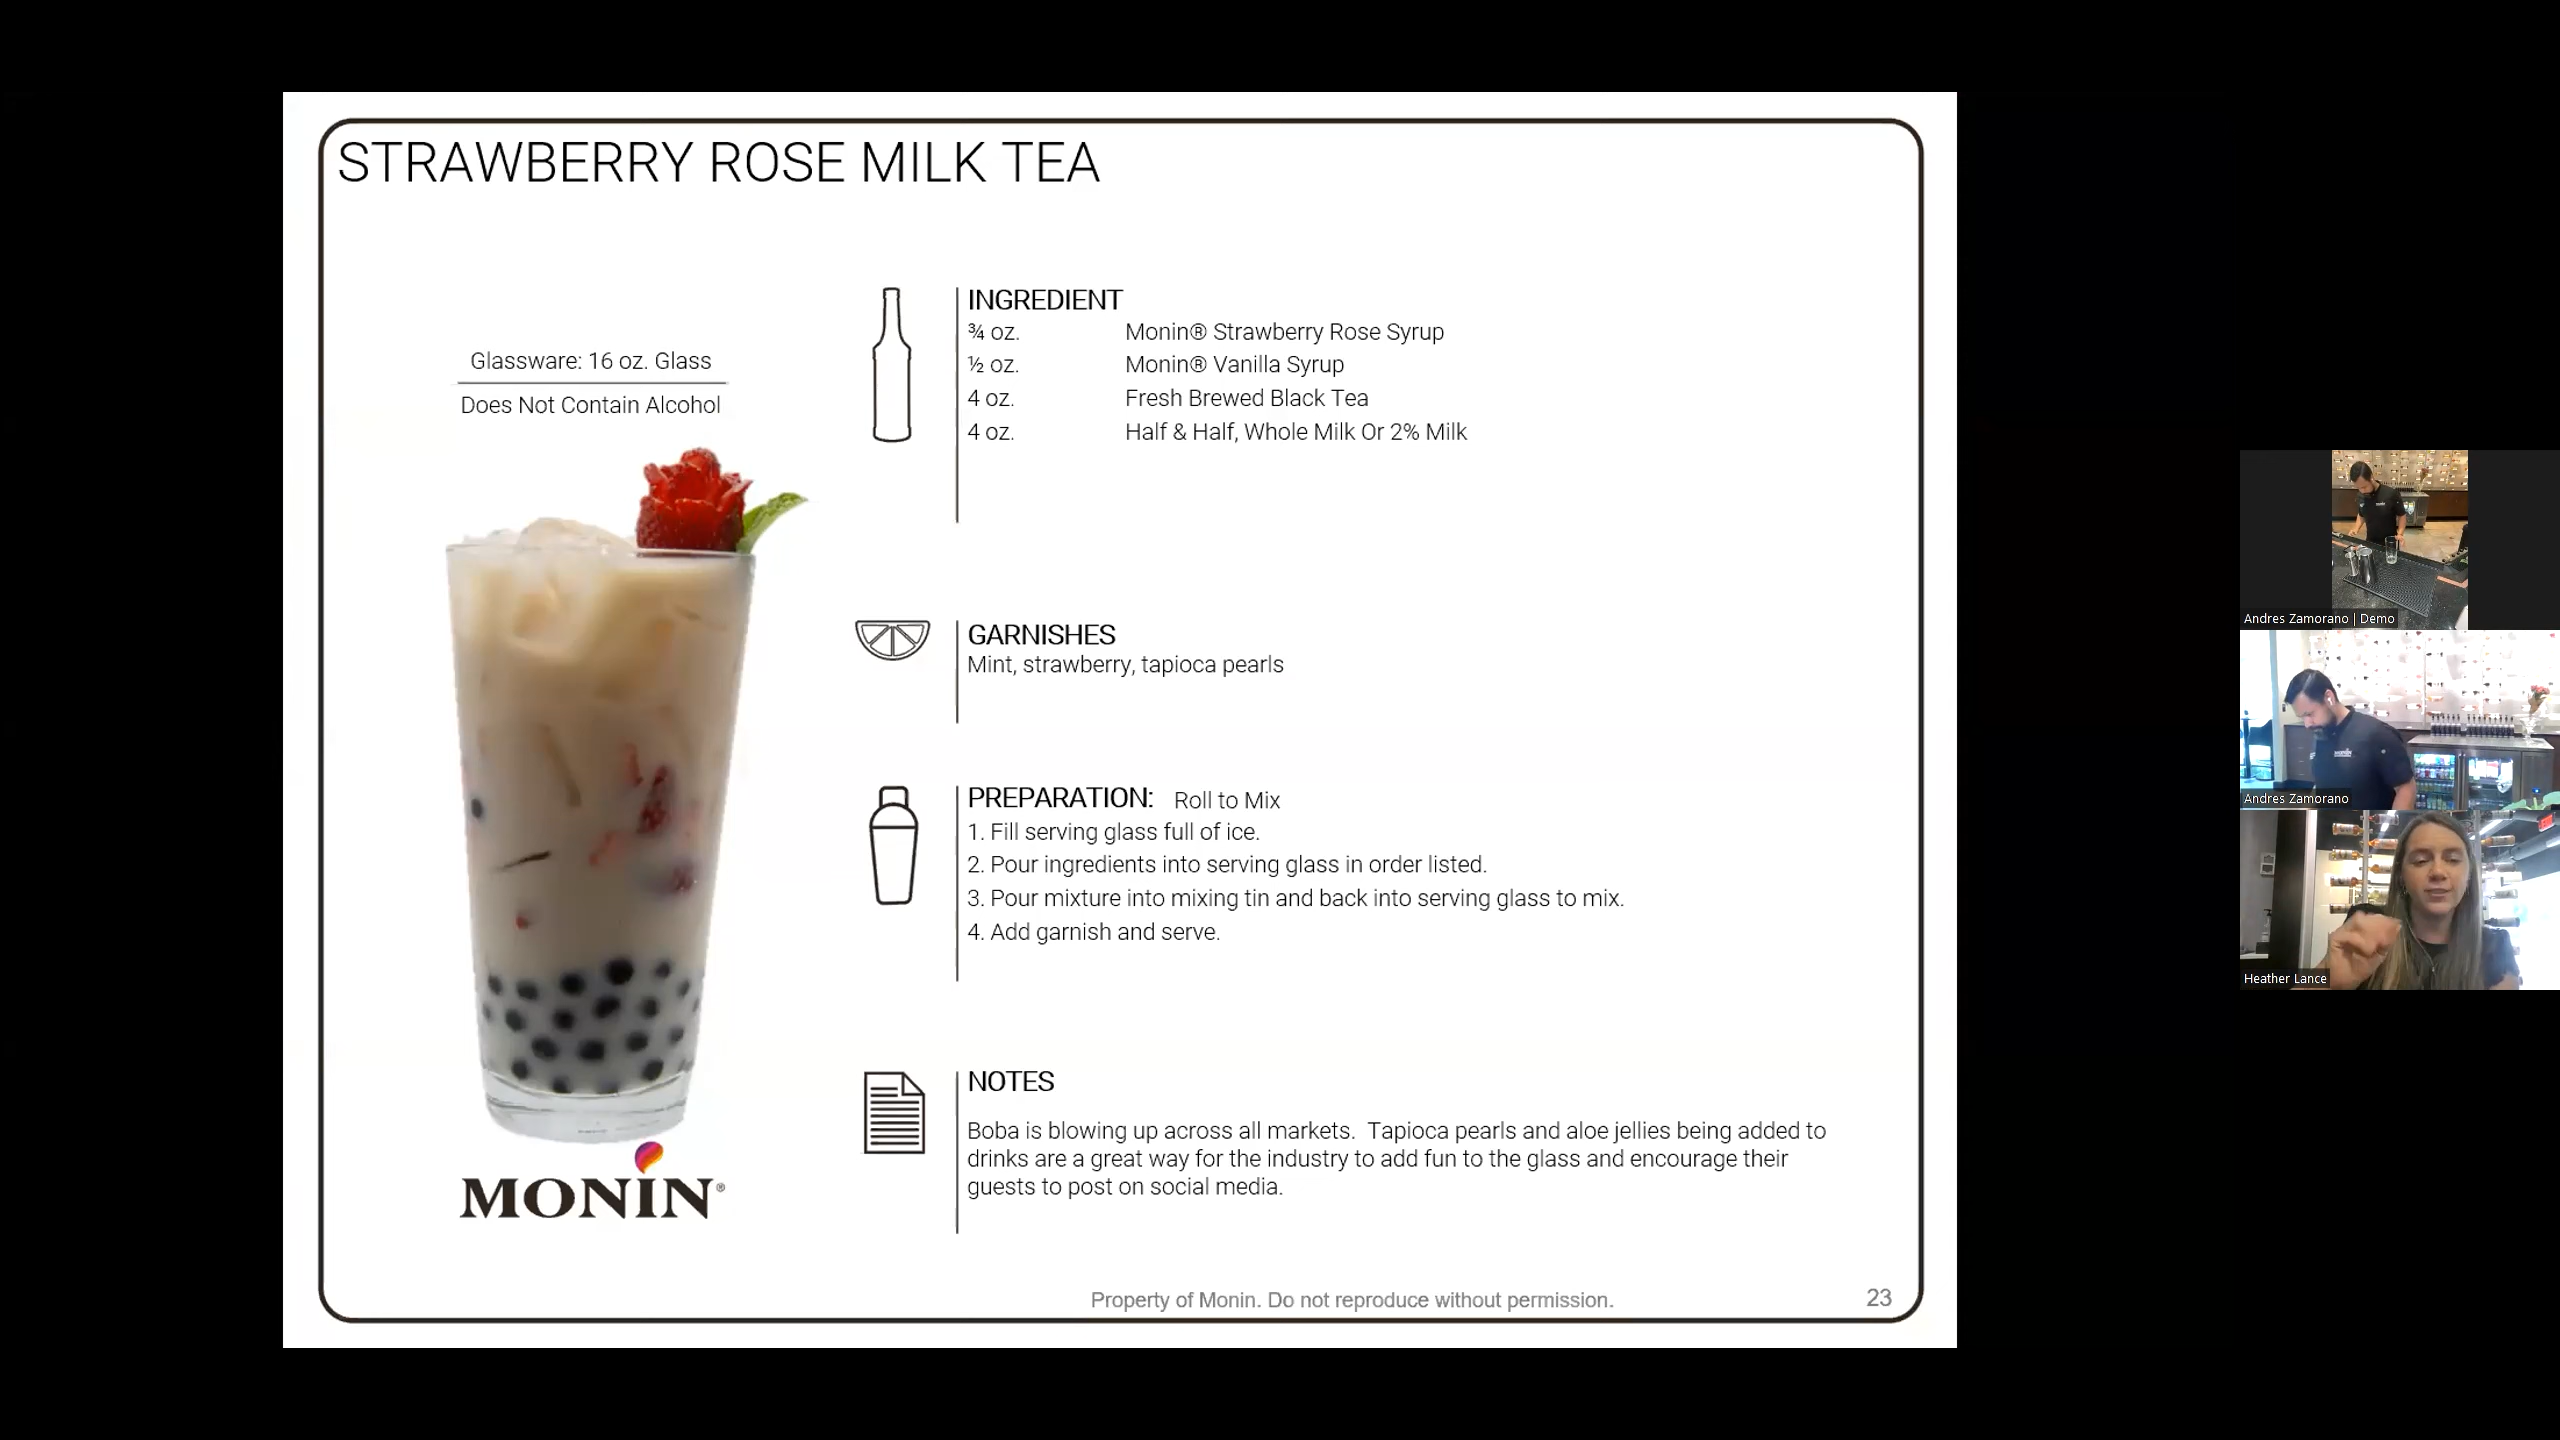 STRAWBERRY ROSE MILK TEA
Glassware: 16 oz. Glass
Does Not Contain Alcohol
MONIN®
INGREDIENT
¾ oz. Monin® Strawberry Rose Syrup
½ oz. Monin® Vanilla Syrup
4 oz. Fresh Brewed Black Tea
4 oz. Half & Half, Whole Milk Or 2% Milk
GARNISHES
Mint, strawberry, tapioca pearls
PREPARATION: Roll to Mix
1. Fill serving glass full of ice.
2. Pour ingredients into serving glass in order listed.
3. Pour mixture into mixing tin and back into serving glass to mix.
4. Add garnish and serve.
NOTES
Boba is blowing up across all markets.  Tapioca pearls and aloe jellies being added to
drinks are a great way for the industry to add fun to the glass and encourage their
guests to post on social media.
Property of Monin. Do not reproduce without permission.
23
Andres Zamorano | Demo
MONIN
Andres Zamorano
Heather Lance